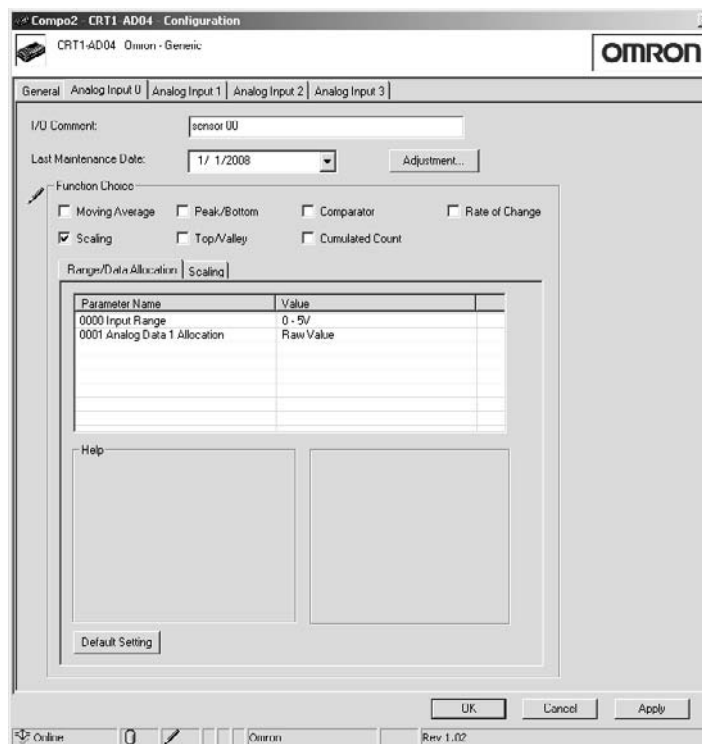 Compo2 - CRT1-AD04 - Configuration
CRT1-AD04 Omron - Generic
OMRON
General Analog Input 0 Analog Input 1 Analog Input 2 Analog Input 3
I/O Comment: sensor 00
Last Maintenance Date: 1/ 1/2008 Adjustment...
Function Choice
Moving Average Peak/Bottom Comparator Rate of Change
Scaling Top/Valley Cumulated Count
Range/Data Allocation Scaling
Parameter Name Value
0000 Input Range 0 - 5V
0001 Analog Data 1 Allocation Raw Value
Help
Default Setting
OK Cancel Apply
Online Omron Rev 1.02